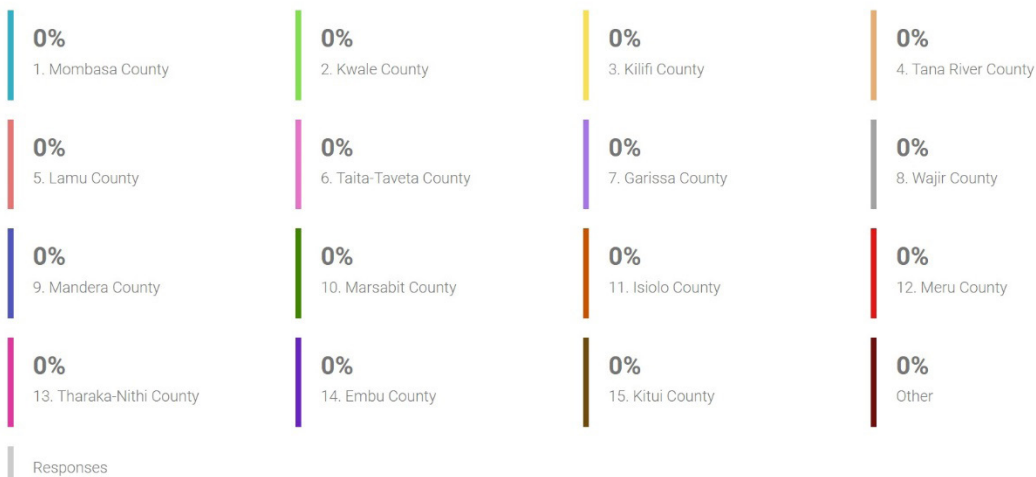 0%
1. Mombasa County
0%
2. Kwale County
0%
3. Kilifi County
0%
4. Tana River County
0%
5. Lamu County
0%
6. Taita-Taveta County
0%
7. Garissa County
0%
8. Wajir County
0%
9. Mandera County
0%
10. Marsabit County
0%
11. Isiolo County
0%
12. Meru County
0%
13. Tharaka-Nithi County
0%
14. Embu County
0%
15. Kitui County
0%
Other
Responses